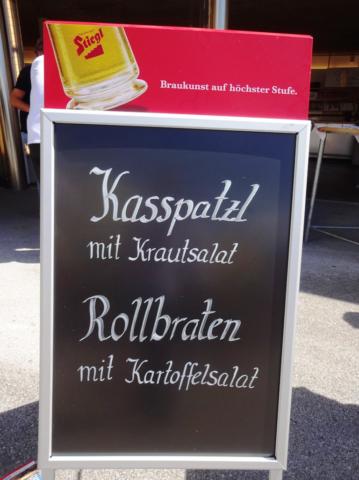 Stiegl
Braukunst auf höchster Stufe.
Kasspatzl
mit Krautsalat
Rollbraten
mit Kartoffelsalat